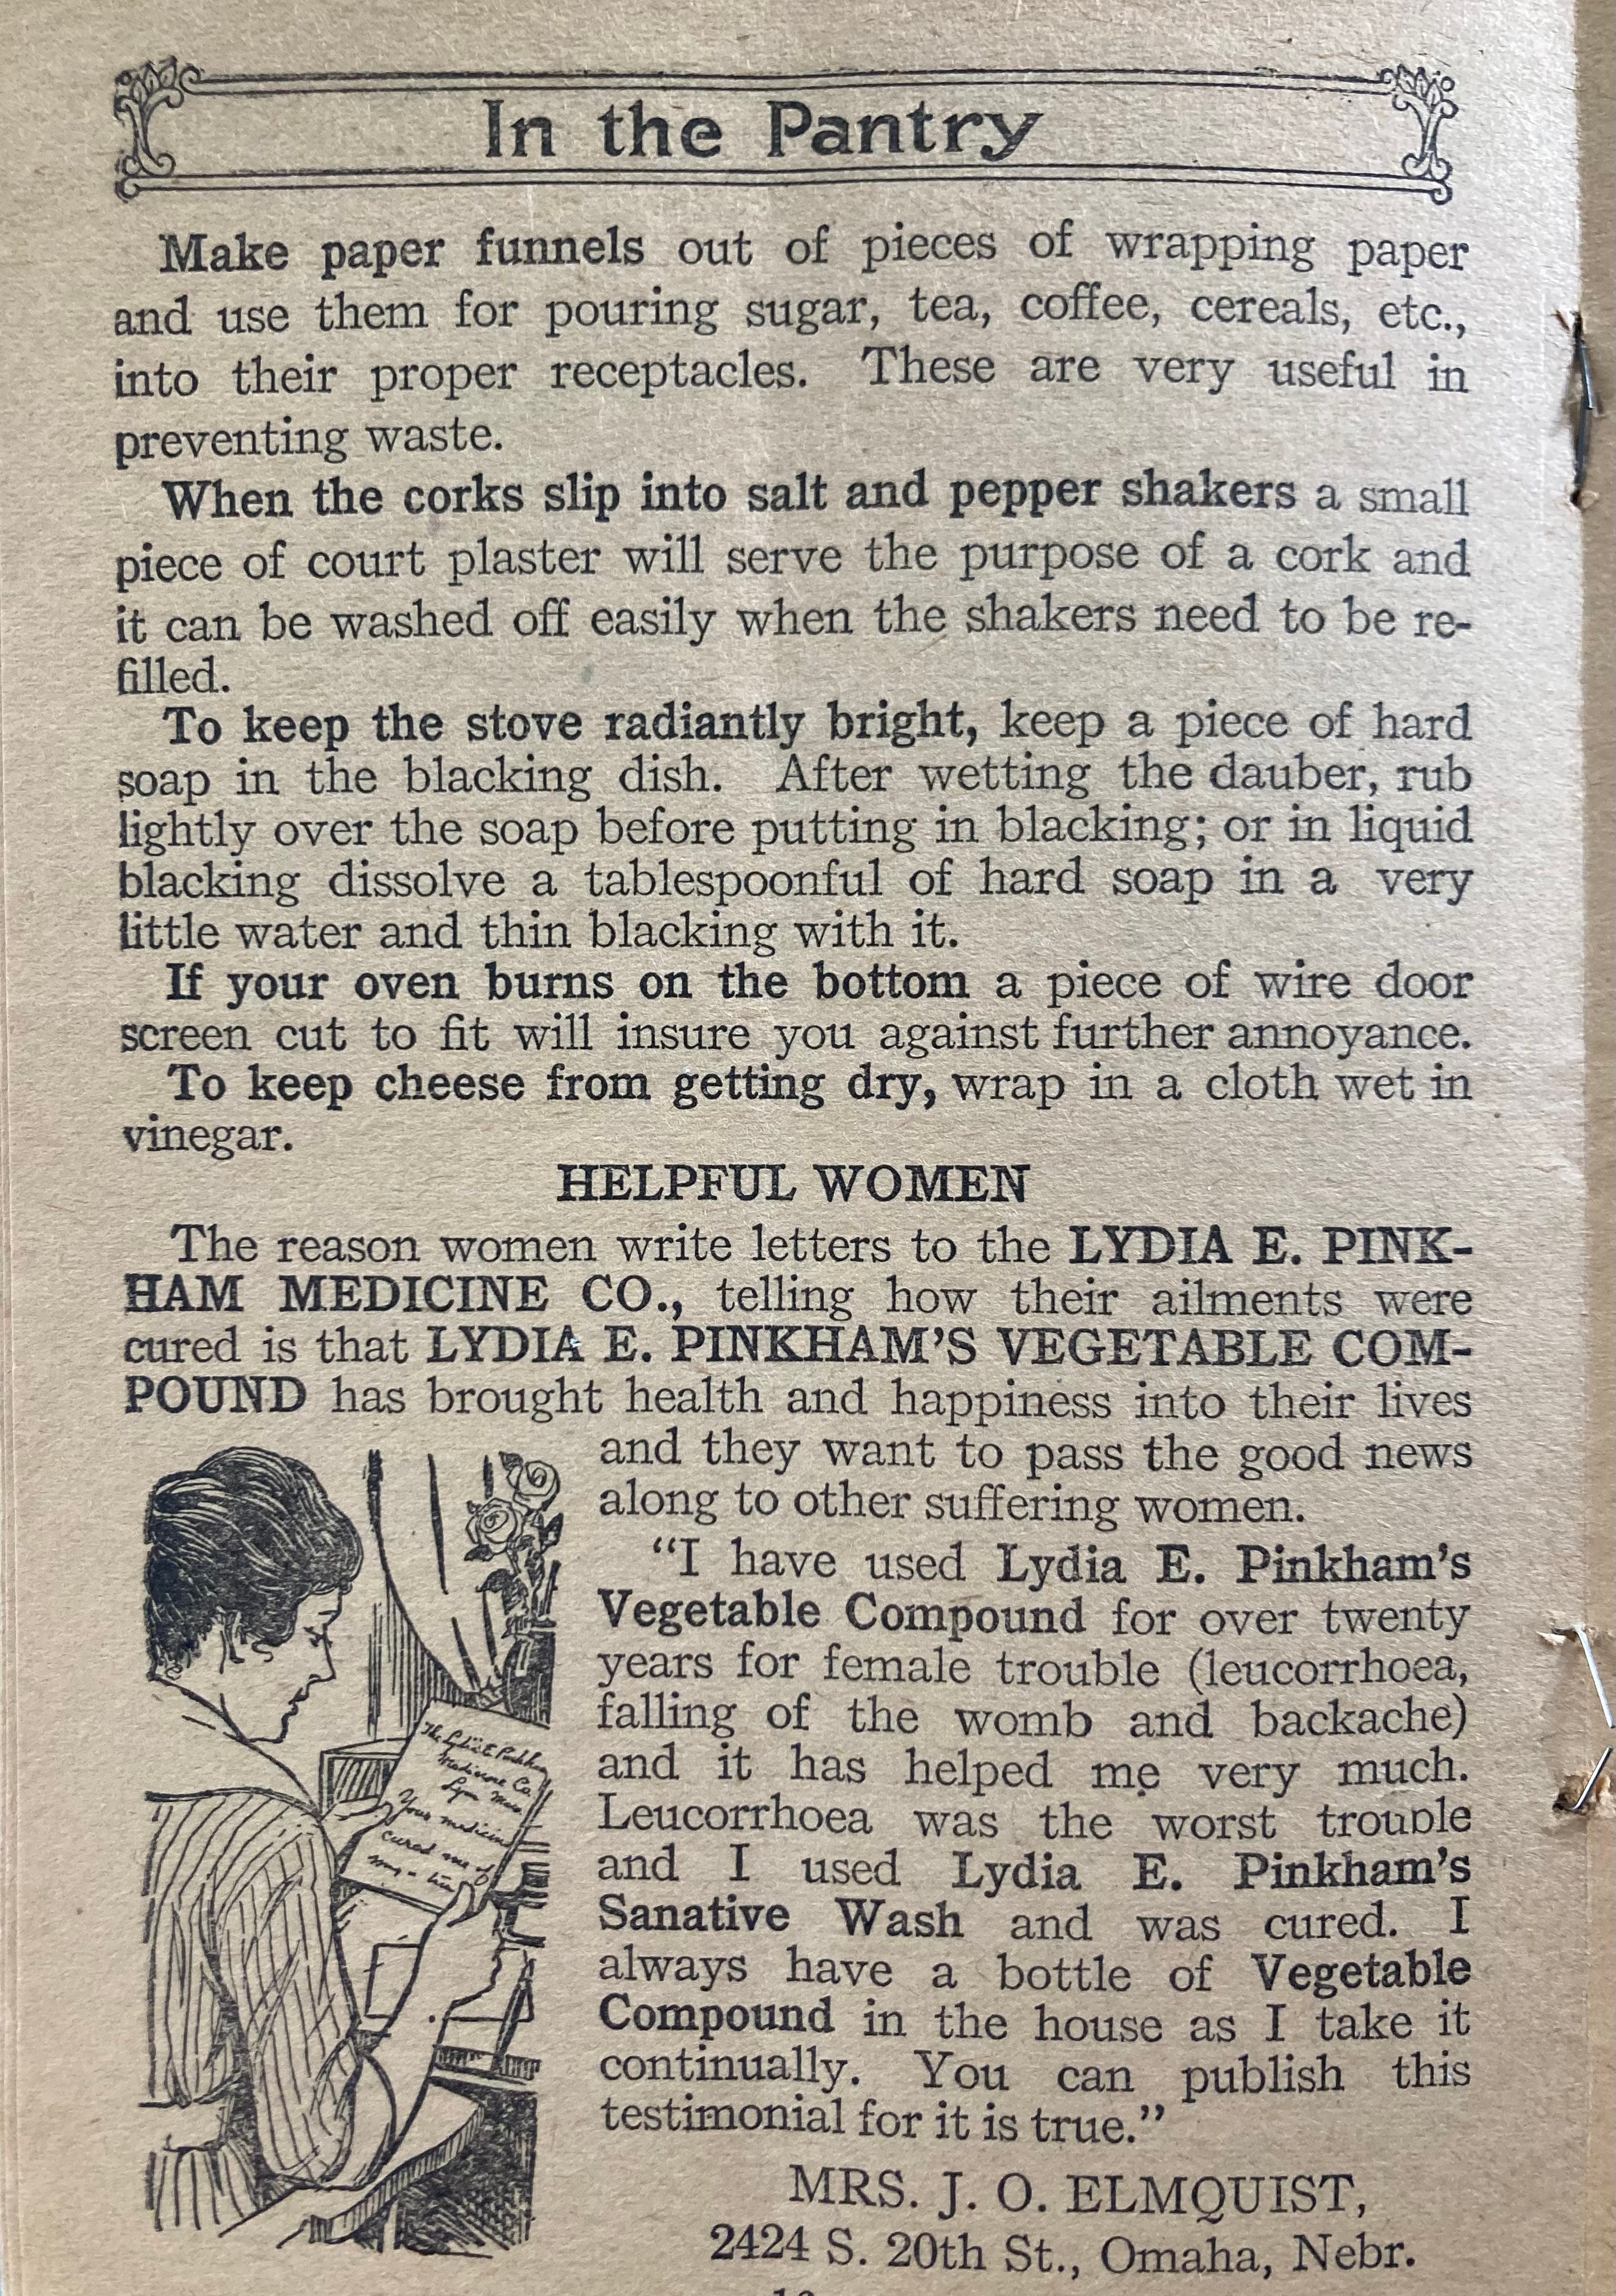 In the Pantry
Make paper funnels out of pieces of wrapping paper
and use them for pouring sugar, tea, coffee, cereals, etc.,
into their proper receptacles. These are very useful in
preventing waste.
When the corks slip into salt and pepper shakers a small
piece of court plaster will serve the purpose of a cork and
it can be washed off easily when the shakers need to be re-
filled.
To keep the stove radiantly bright, keep a piece of hard
soap in the blacking dish. After wetting the dauber, rub
lightly over the soap before putting in blacking; or in liquid
blacking dissolve a tablespoonful of hard soap in a very
little water and thin blacking with it.
If your oven burns on the bottom a piece of wire door
screen cut to fit will insure you against further annoyance.
To keep cheese from getting dry, wrap in a cloth wet in
vinegar.
HELPFUL WOMEN
The reason women write letters to the LYDIA E. PINK-
HAM MEDICINE CO., telling how their ailments were
cured is that LYDIA E. PINKHAM'S VEGETABLE COM-
POUND has brought health and happiness into their lives
and they want to pass the good news
along to other suffering women.
"I have used Lydia E. Pinkham's
Vegetable Compound for over twenty
years for female trouble (leucorrhoea,
falling of the womb and backache)
and it has helped me very much.
Leucorrhoea was the worst trouble
and I used Lydia E. Pinkham's
Sanative Wash and was cured. I
always have a bottle of Vegetable
Compound in the house as I take it
continually. You can publish this
testimonial for it is true."
MRS. J. O. ELMQUIST,
2424 S. 20th St., Omaha, Nebr.
The Lydia E Pinkham
Medicine Co.
Lynn Mass
Your medicine
cured me of